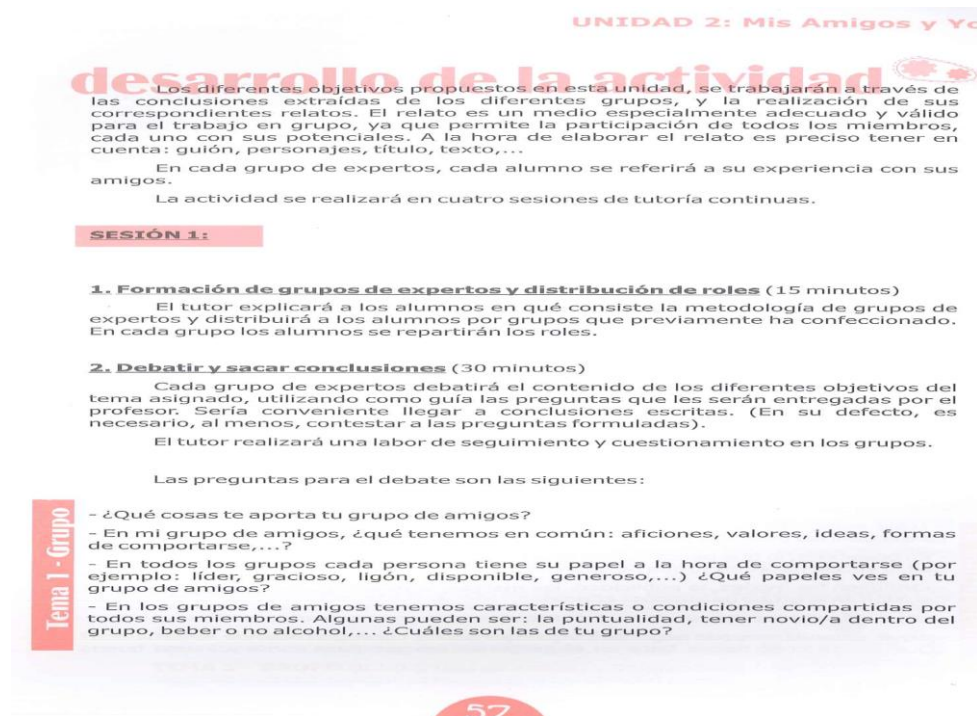 UNIDAD 2: Mis Amigos y Yo
desarrollo de la actividad
Los diferentes objetivos propuestos en esta unidad, se trabajarán a través de
las conclusiones extraídas de los diferentes grupos, y la realización de sus
correspondientes relatos. El relato es un medio especialmente adecuado y válido
para el trabajo en grupo, ya que permite la participación de todos los miembros,
cada uno con sus potenciales. A la hora de elaborar el relato es preciso tener en
cuenta: guión, personajes, título, texto,...
En cada grupo de expertos, cada alumno se referirá a su experiencia con sus
amigos.
La actividad se realizará en cuatro sesiones de tutoría continuas.
SESIÓN 1:
1. Formación de grupos de expertos y distribución de roles (15 minutos)
El tutor explicará a los alumnos en qué consiste la metodología de grupos de
expertos y distribuirá a los alumnos por grupos que previamente ha confeccionado.
En cada grupo los alumnos se repartirán los roles.
2. Debatir y sacar conclusiones (30 minutos)
Cada grupo de expertos debatirá el contenido de los diferentes objetivos del
tema asignado, utilizando como guía las preguntas que les serán entregadas por el
profesor. Sería conveniente llegar a conclusiones escritas. (En su defecto, es
necesario, al menos, contestar a las preguntas formuladas).
El tutor realizará una labor de seguimiento y cuestionamiento en los grupos.
Las preguntas para el debate son las siguientes:
Tema 1 - Grupo
- ¿Qué cosas te aporta tu grupo de amigos?
- En mi grupo de amigos, ¿qué tenemos en común: aficiones, valores, ideas, formas
de comportarse,...?
- En todos los grupos cada persona tiene su papel a la hora de comportarse (por
ejemplo: líder, gracioso, ligón, disponible, generoso,...) ¿Qué papeles ves en tu
grupo de amigos?
- En los grupos de amigos tenemos características o condiciones compartidas por
todos sus miembros. Algunas pueden ser: la puntualidad, tener novio/a dentro del
grupo, beber o no alcohol,... ¿Cuáles son las de tu grupo?
57